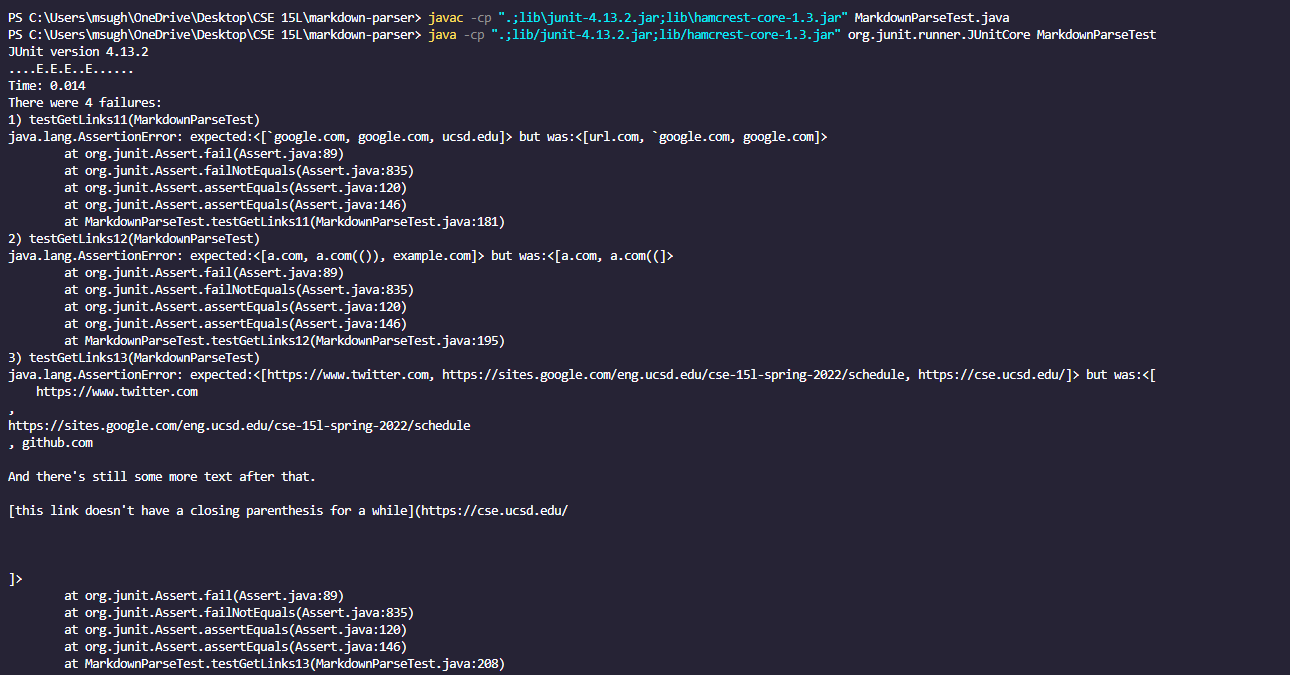 PS C:\Users\msugh\OneDrive\Desktop\CSE 15L\markdown-parser> javac -cp ".;lib\junit-4.13.2.jar;lib\hamcrest-core-1.3.jar" MarkdownParseTest.java
PS C:\Users\msugh\OneDrive\Desktop\CSE 15L\markdown-parser> java -cp ".;lib/junit-4.13.2.jar;lib/hamcrest-core-1.3.jar" org.junit.runner.JUnitCore MarkdownParseTest
JUnit version 4.13.2
....E.E.E..E......
Time: 0.014
There were 4 failures:
1) testGetLinks11(MarkdownParseTest)
java.lang.AssertionError: expected:<[`google.com, google.com, ucsd.edu]> but was:<[url.com, `google.com, google.com]>
        at org.junit.Assert.fail(Assert.java:89)
        at org.junit.Assert.failNotEquals(Assert.java:835)
        at org.junit.Assert.assertEquals(Assert.java:120)
        at org.junit.Assert.assertEquals(Assert.java:146)
        at MarkdownParseTest.testGetLinks11(MarkdownParseTest.java:181)
2) testGetLinks12(MarkdownParseTest)
java.lang.AssertionError: expected:<[a.com, a.com(()), example.com]> but was:<[a.com, a.com((]>
        at org.junit.Assert.fail(Assert.java:89)
        at org.junit.Assert.failNotEquals(Assert.java:835)
        at org.junit.Assert.assertEquals(Assert.java:120)
        at org.junit.Assert.assertEquals(Assert.java:146)
        at MarkdownParseTest.testGetLinks12(MarkdownParseTest.java:195)
3) testGetLinks13(MarkdownParseTest)
java.lang.AssertionError: expected:<[https://www.twitter.com, https://sites.google.com/eng.ucsd.edu/cse-15l-spring-2022/schedule, https://cse.ucsd.edu/]> but was:<[
    https://www.twitter.com
,
https://sites.google.com/eng.ucsd.edu/cse-15l-spring-2022/schedule
, github.com

And there's still some more text after that.

[this link doesn't have a closing parenthesis for a while](https://cse.ucsd.edu/



]>
        at org.junit.Assert.fail(Assert.java:89)
        at org.junit.Assert.failNotEquals(Assert.java:835)
        at org.junit.Assert.assertEquals(Assert.java:120)
        at org.junit.Assert.assertEquals(Assert.java:146)
        at MarkdownParseTest.testGetLinks13(MarkdownParseTest.java:208)